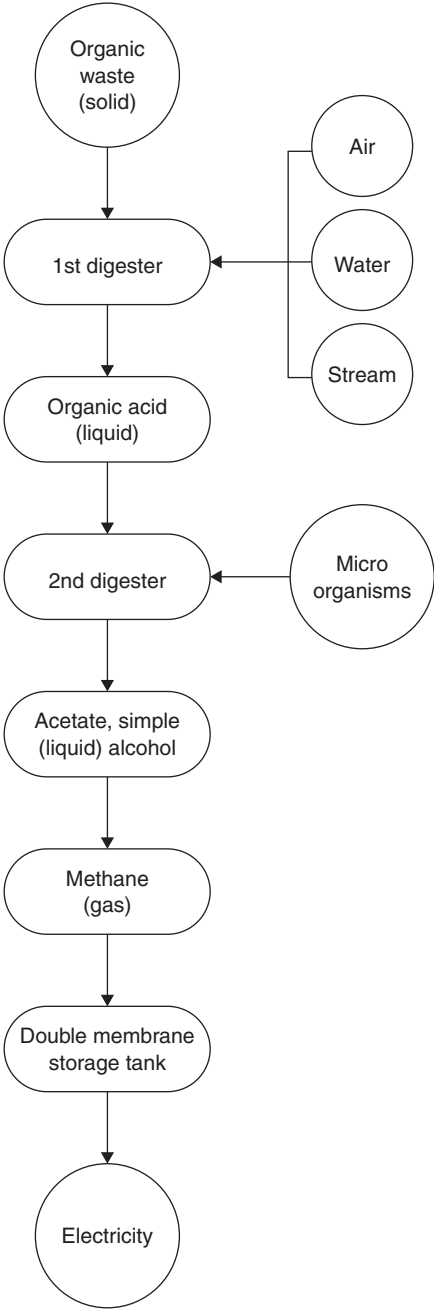 Organic
waste
(solid)
Air
1st digester
Water
Stream
Organic acid
(liquid)
2nd digester
Micro
organisms
Acetate, simple
(liquid) alcohol
Methane
(gas)
Double membrane
storage tank
Electricity